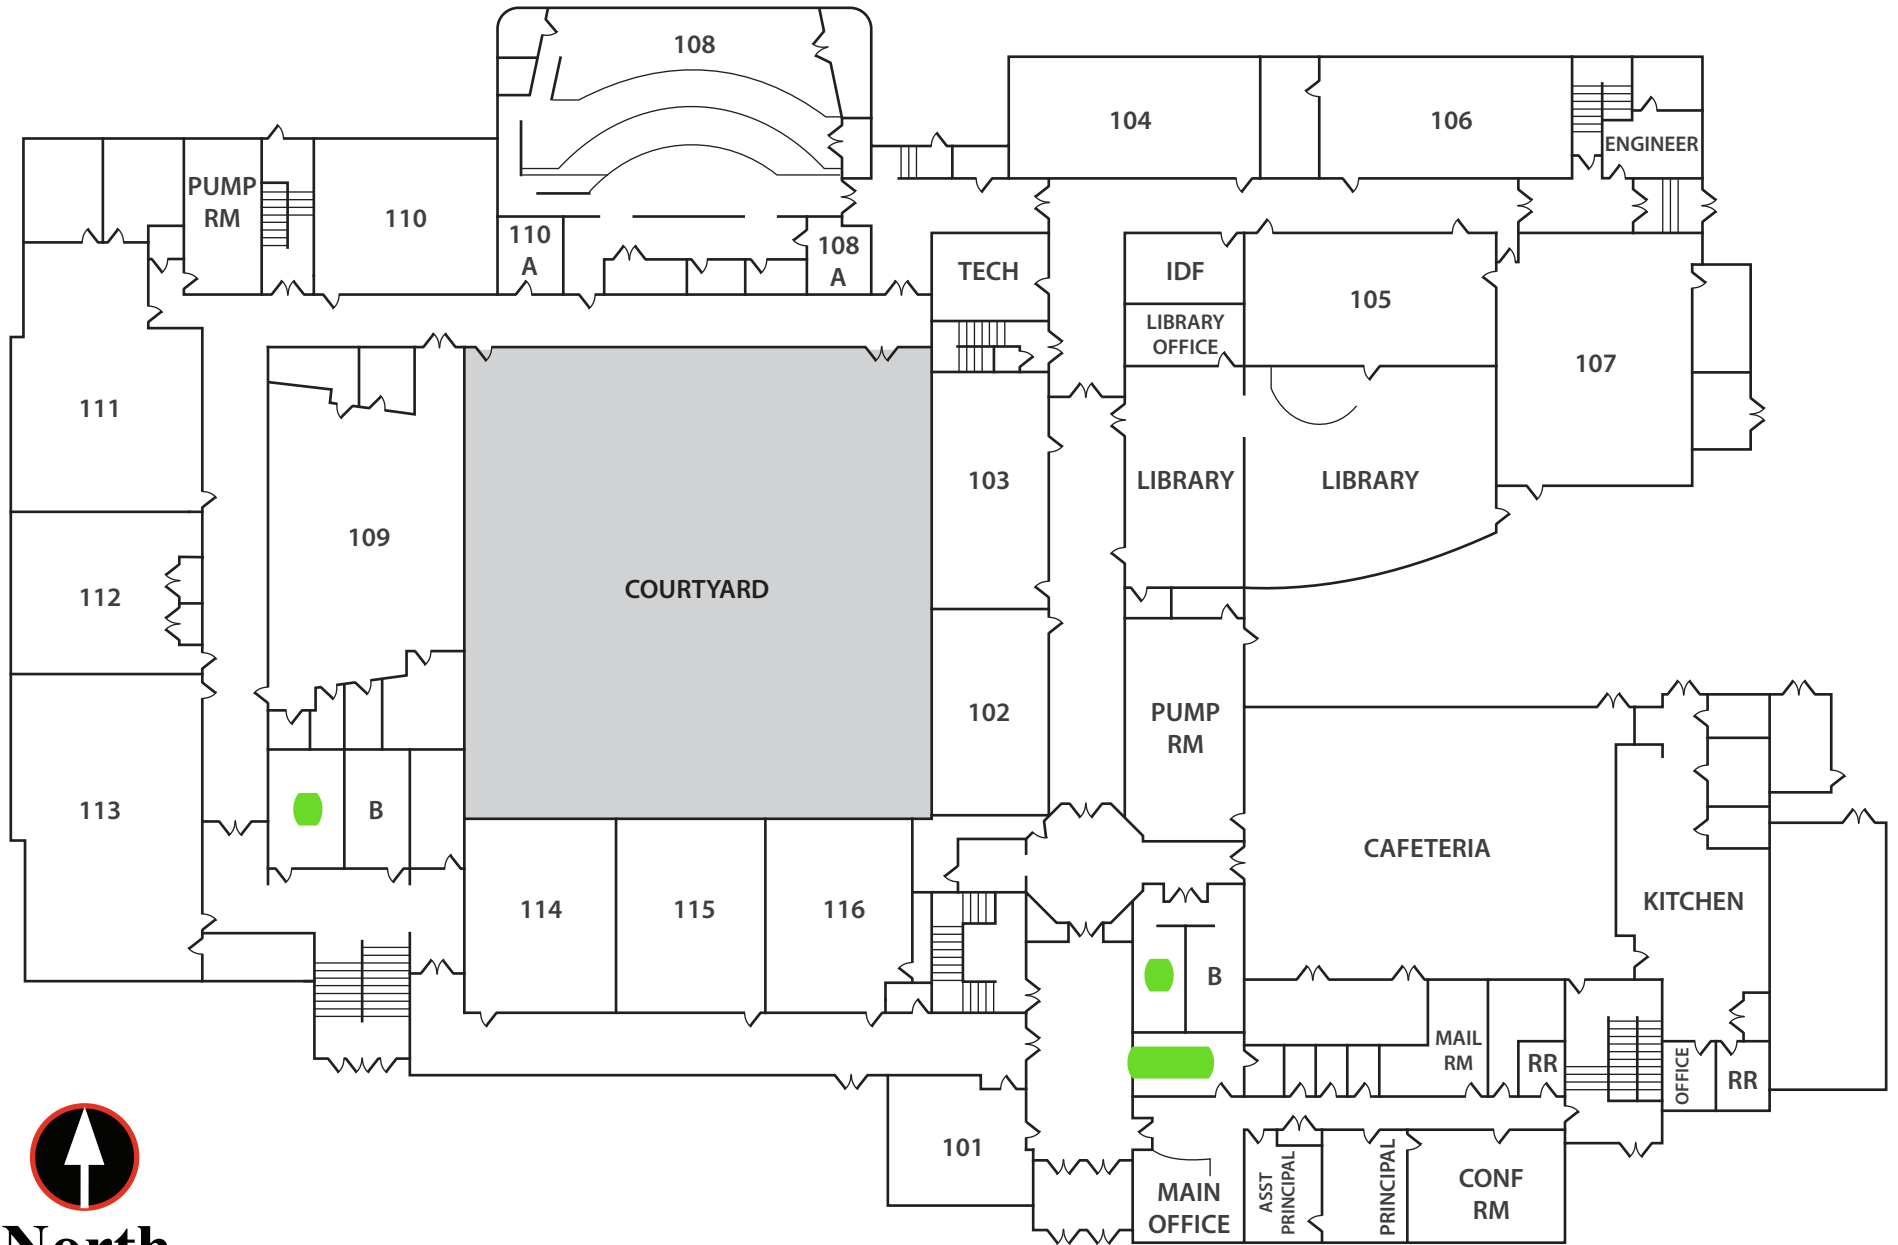 108
104
106
ENGINEER
PUMP
RM
110
110
A
108
A
TECH
IDF
LIBRARY
OFFICE
105
107
111
103
LIBRARY
LIBRARY
109
COURTYARD
112
102
PUMP
RM
113
B
CAFETERIA
KITCHEN
114
115
116
B
MAIL
RM
RR
OFFICE
RR
101
MAIN
OFFICE
ASST
PRINCIPAL
PRINCIPAL
CONF
RM
North